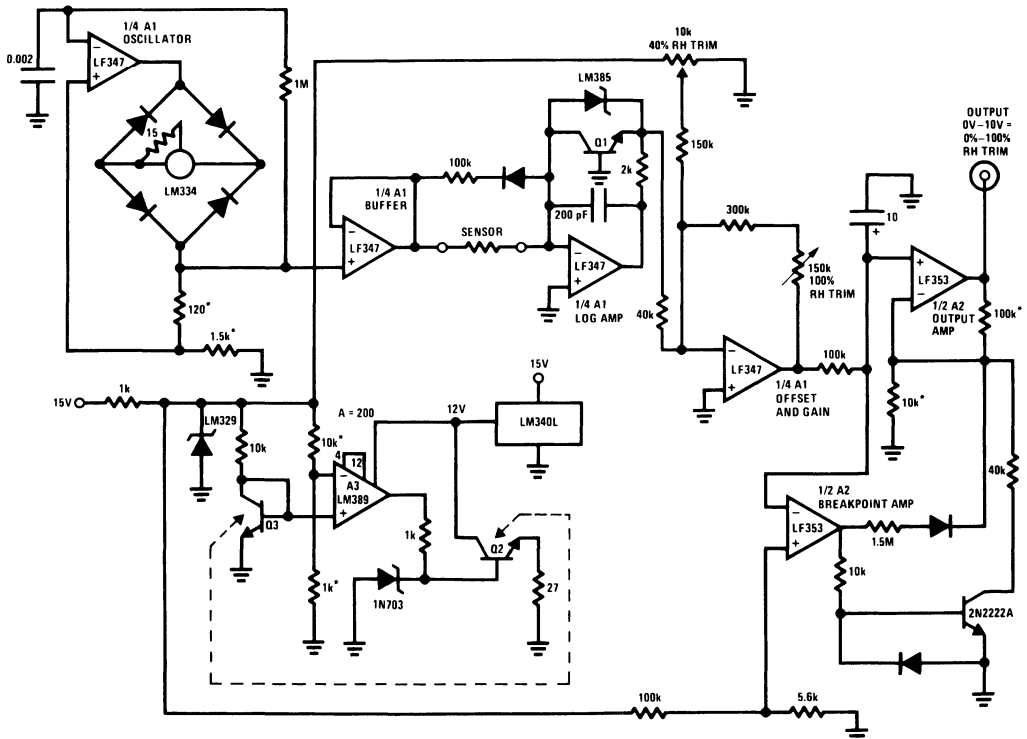 1/4 A1
OSCILLATOR
0.002
−
LF347
+
1M
15
LM334
120*
1.5k*
10k
40% RH TRIM
LM385
Q1
2k
100k
1/4 A1
BUFFER
−
LF347
+
SENSOR
200 pF
−
LF347
+
1/4 A1
LOG AMP
150k
300k
150k
100%
RH TRIM
40k
−
LF347
+
1/4 A1
OFFSET
AND GAIN
100k
OUTPUT
0V–10V =
0%–100%
RH TRIM
10
+
+
LF353
−
1/2 A2
OUTPUT
AMP
100k*
10k*
40k
15V
1k
LM329
10k
Q3
10k*
1k*
A = 200
4
12
−
A3
LM389
+
12V
15V
LM340L
1k
1N703
Q2
27
1/2 A2
BREAKPOINT AMP
−
LF353
+
1.5M
10k
2N2222A
100k
5.6k